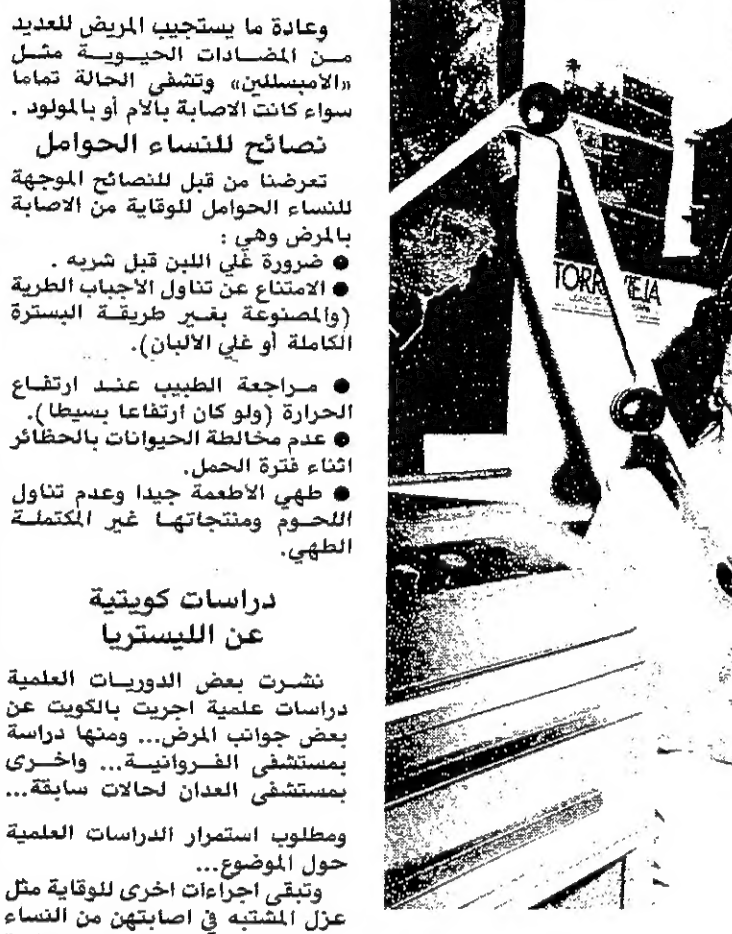 وعادة ما يستجيب المريض للعديد
من المضادات الحيوية مثل
«الامبسللين» وتشفى الحالة تماما
سواء كانت الاصابة بالأم أو بالمولود .
نصائح للنساء الحوامل
تعرضنا من قبل للنصائح الموجهة
للنساء الحوامل للوقاية من الاصابة
بالمرض وهي :
● ضرورة غلي اللبن قبل شربه .
● الامتناع عن تناول الأجباب الطرية
(والمصنوعة بغير طريقة البسترة
الكاملة أو غلي الألبان).
● مراجعة الطبيب عند ارتفاع
الحرارة (ولو كان ارتفاعا بسيطا).
● عدم مخالطة الحيوانات بالحظائر
اثناء فترة الحمل.
● طهي الأطعمة جيدا وعدم تناول
اللحوم ومنتجاتها غير المكتملة
الطهي.
دراسات كويتية
عن الليستريا
نشرت بعض الدوريات العلمية
دراسات علمية اجريت بالكويت عن
بعض جوانب المرض... ومنها دراسة
بمستشفى الفروانية... واخرى
بمستشفى العدان لحالات سابقة...
ومطلوب استمرار الدراسات العلمية
حول الموضوع...
وتبقى اجراءات اخرى للوقاية مثل
عزل المشتبه في اصابتهن من النساء